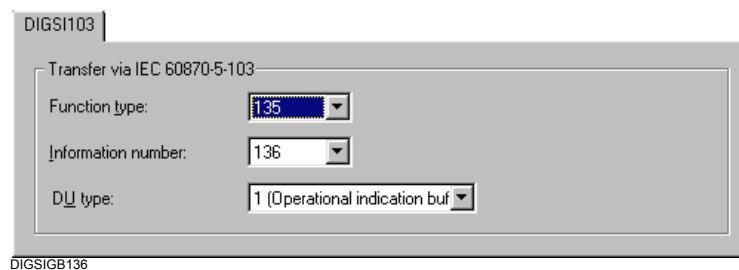 DIGSI103
Transfer via IEC 60870-5-103
Function type: 135
Information number: 136
DU type: 1 (Operational indication buf
DIGSIGB136